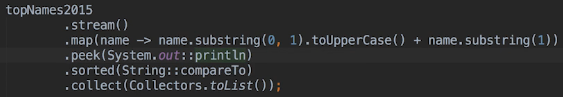 topNames2015
.stream()
.map(name -> name.substring(0, 1).toUpperCase() + name.substring(1))
.peek(System.out::println)
.sorted(String::compareTo)
.collect(Collectors.toList());